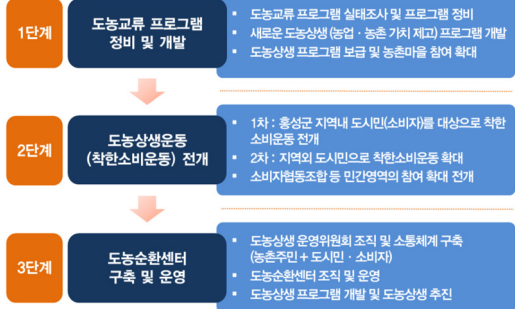 1단계
도농교류 프로그램
정비 및 개발
▪ 도농교류 프로그램 실태조사 및 프로그램 정비
▪ 새로운 도농상생 (농업 · 농촌 가치 제고) 프로그램 개발
▪ 도농상생 프로그램 보급 및 농촌마을 참여 확대
2단계
도농상생운동
(착한소비운동) 전개
▪ 1차 : 홍성군 지역내 도시민(소비자)를 대상으로 착한
소비운동 전개
▪ 2차 : 지역외 도시민으로 착한소비운동 확대
▪ 소비자협동조합 등 민간영역의 참여 확대 전개
3단계
도농순환센터
구축 및 운영
▪ 도농상생 운영위원회 조직 및 소통체계 구축
(농촌주민 + 도시민 · 소비자)
▪ 도농순환센터 조직 및 운영
▪ 도농상생 프로그램 개발 및 도농상생 추진